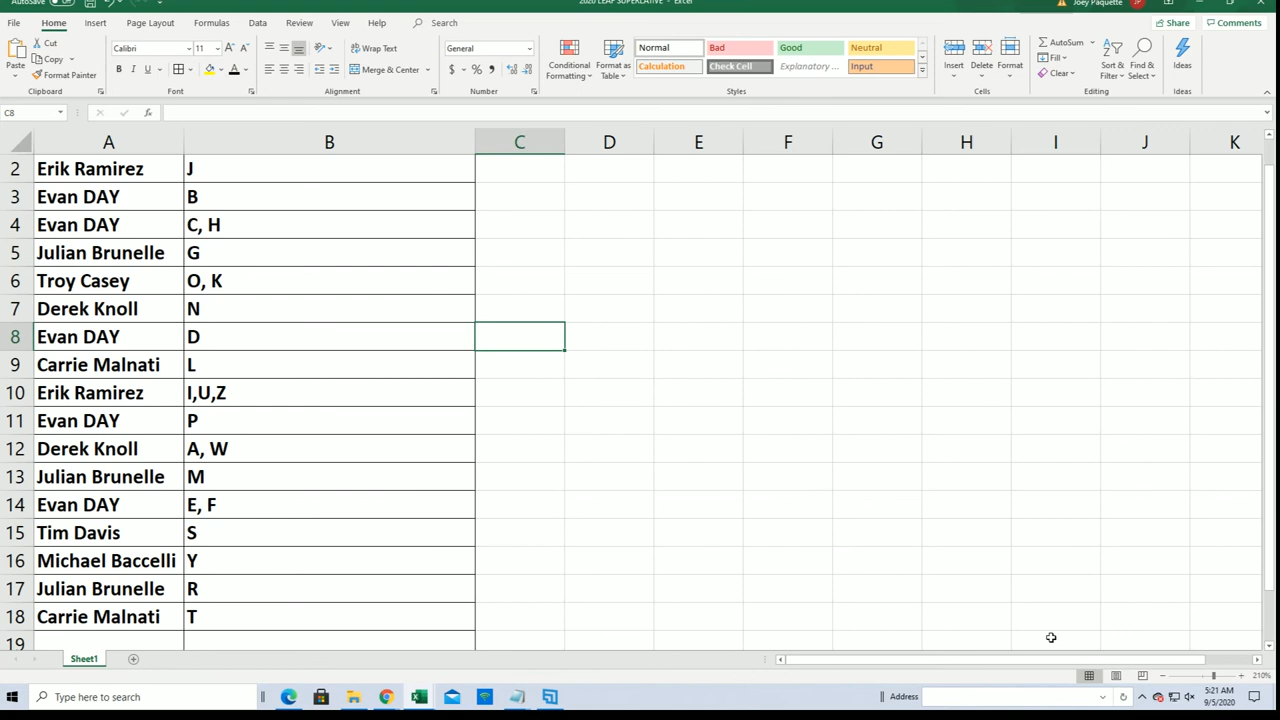 AutoSave Off 2020 LEAF SUPERLATIVE - Excel Joey Paquette JP
File Home Insert Page Layout Formulas Data Review View Help Search Share Comments
Paste Cut Copy Format Painter Clipboard
Calibri 11 A A B I U A Font
Wrap Text Merge & Center Alignment
General $ % , Number
Conditional Formatting Format as Table
Normal Bad Good Neutral
Calculation Check Cell Explanatory ... Input
Styles
Insert Delete Format Cells
AutoSum Fill Clear Sort & Filter Find & Select Editing
Ideas Ideas
C8 fx
A B C D E F G H I J K
2 Erik Ramirez J
3 Evan DAY B
4 Evan DAY C, H
5 Julian Brunelle G
6 Troy Casey O, K
7 Derek Knoll N
8 Evan DAY D
9 Carrie Malnati L
10 Erik Ramirez I,U,Z
11 Evan DAY P
12 Derek Knoll A, W
13 Julian Brunelle M
14 Evan DAY E, F
15 Tim Davis S
16 Michael Baccelli Y
17 Julian Brunelle R
18 Carrie Malnati T
19
Sheet1
210%
Type here to search Address 5:21 AM
9/5/2020